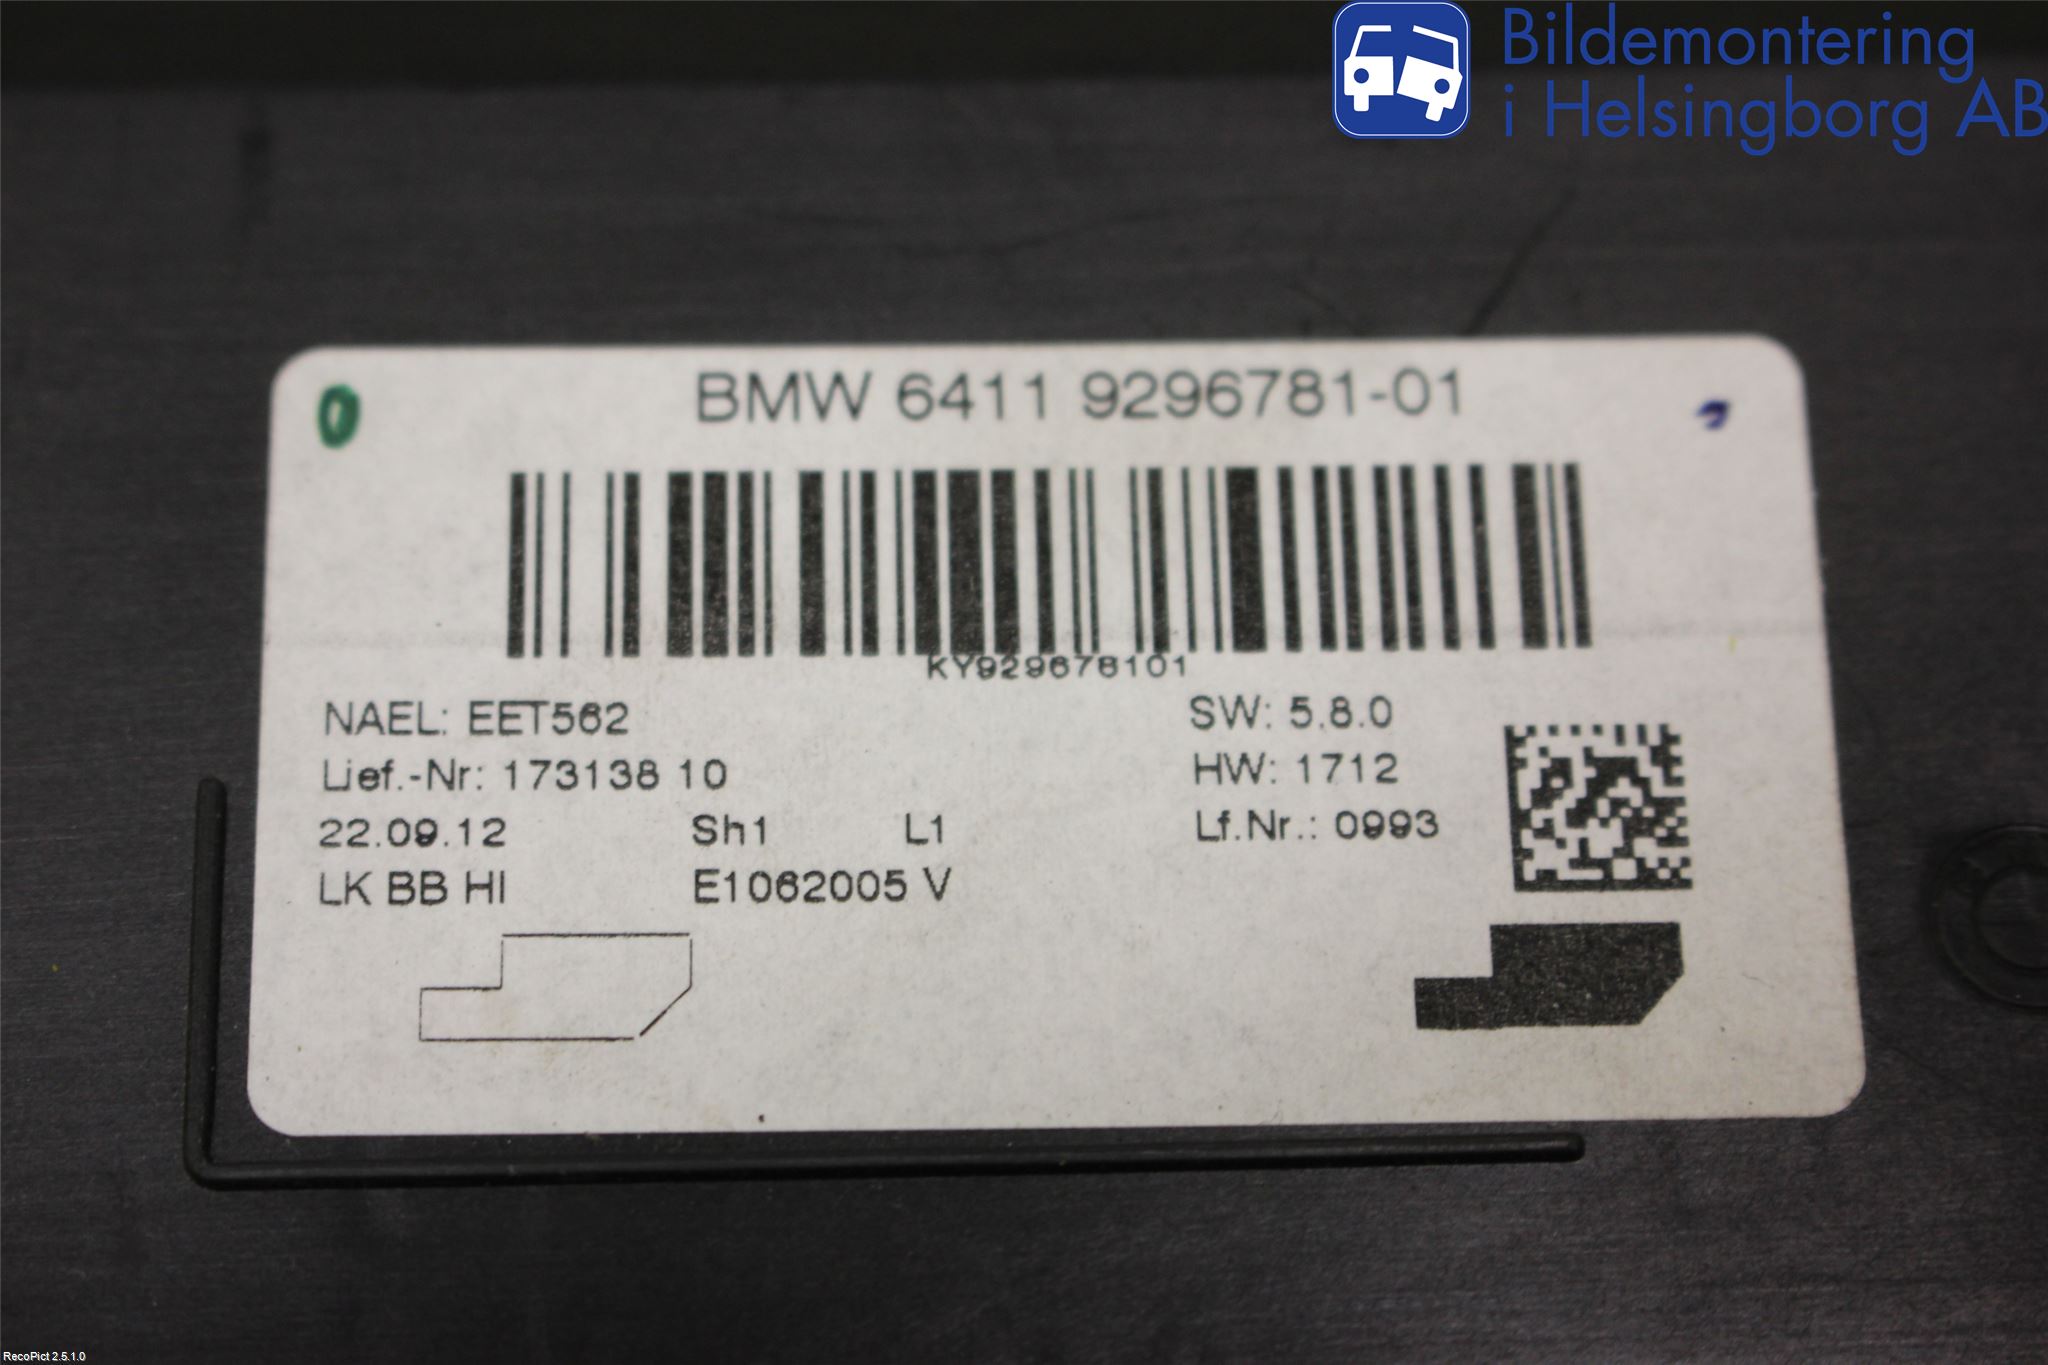 Bildemontering
i Helsingborg AB
BMW 6411 9296781-01
KY929678101
NAEL: EET562
SW: 5.8.0
Lief.-Nr: 173138 10
HW: 1712
22.09.12 Sh1 L1
Lf.Nr.: 0993
LK BB HI E1062005 V
RecoPict 2.5.1.0